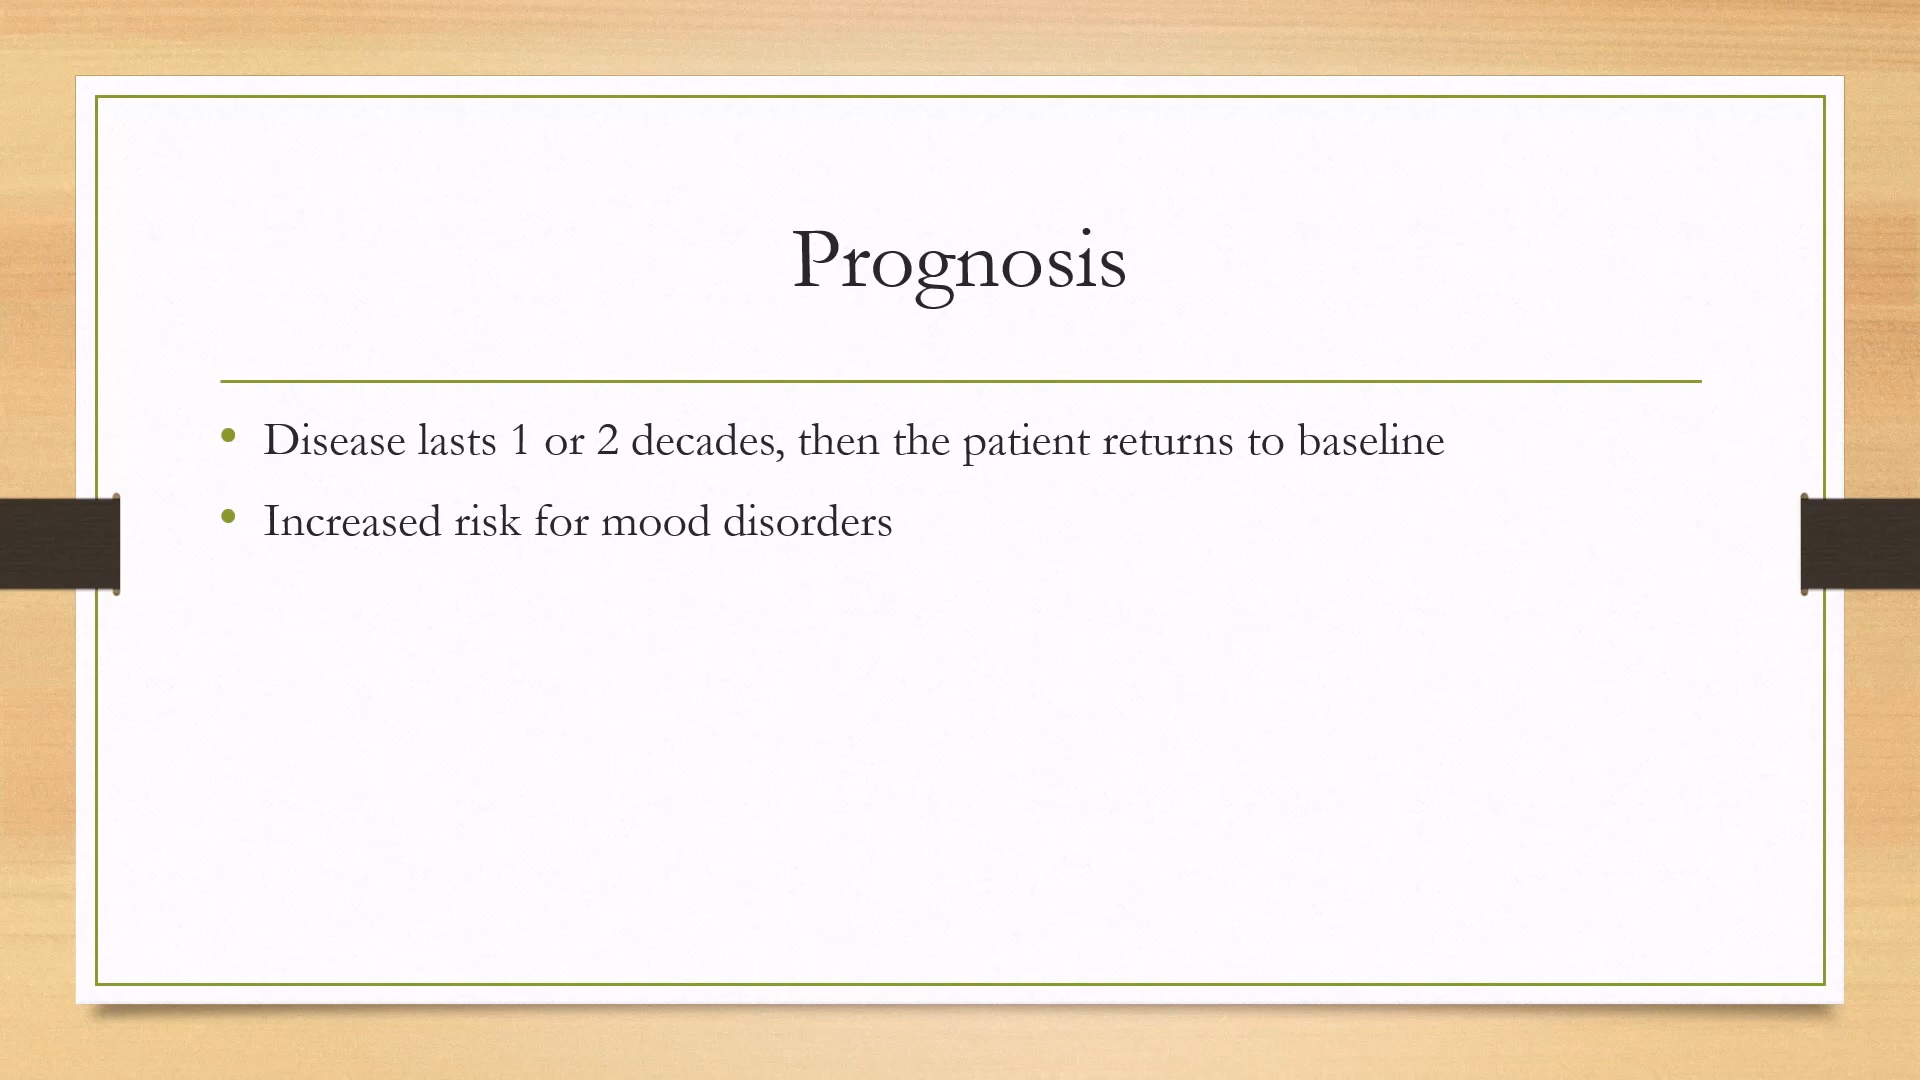 Prognosis
• Disease lasts 1 or 2 decades, then the patient returns to baseline
• Increased risk for mood disorders